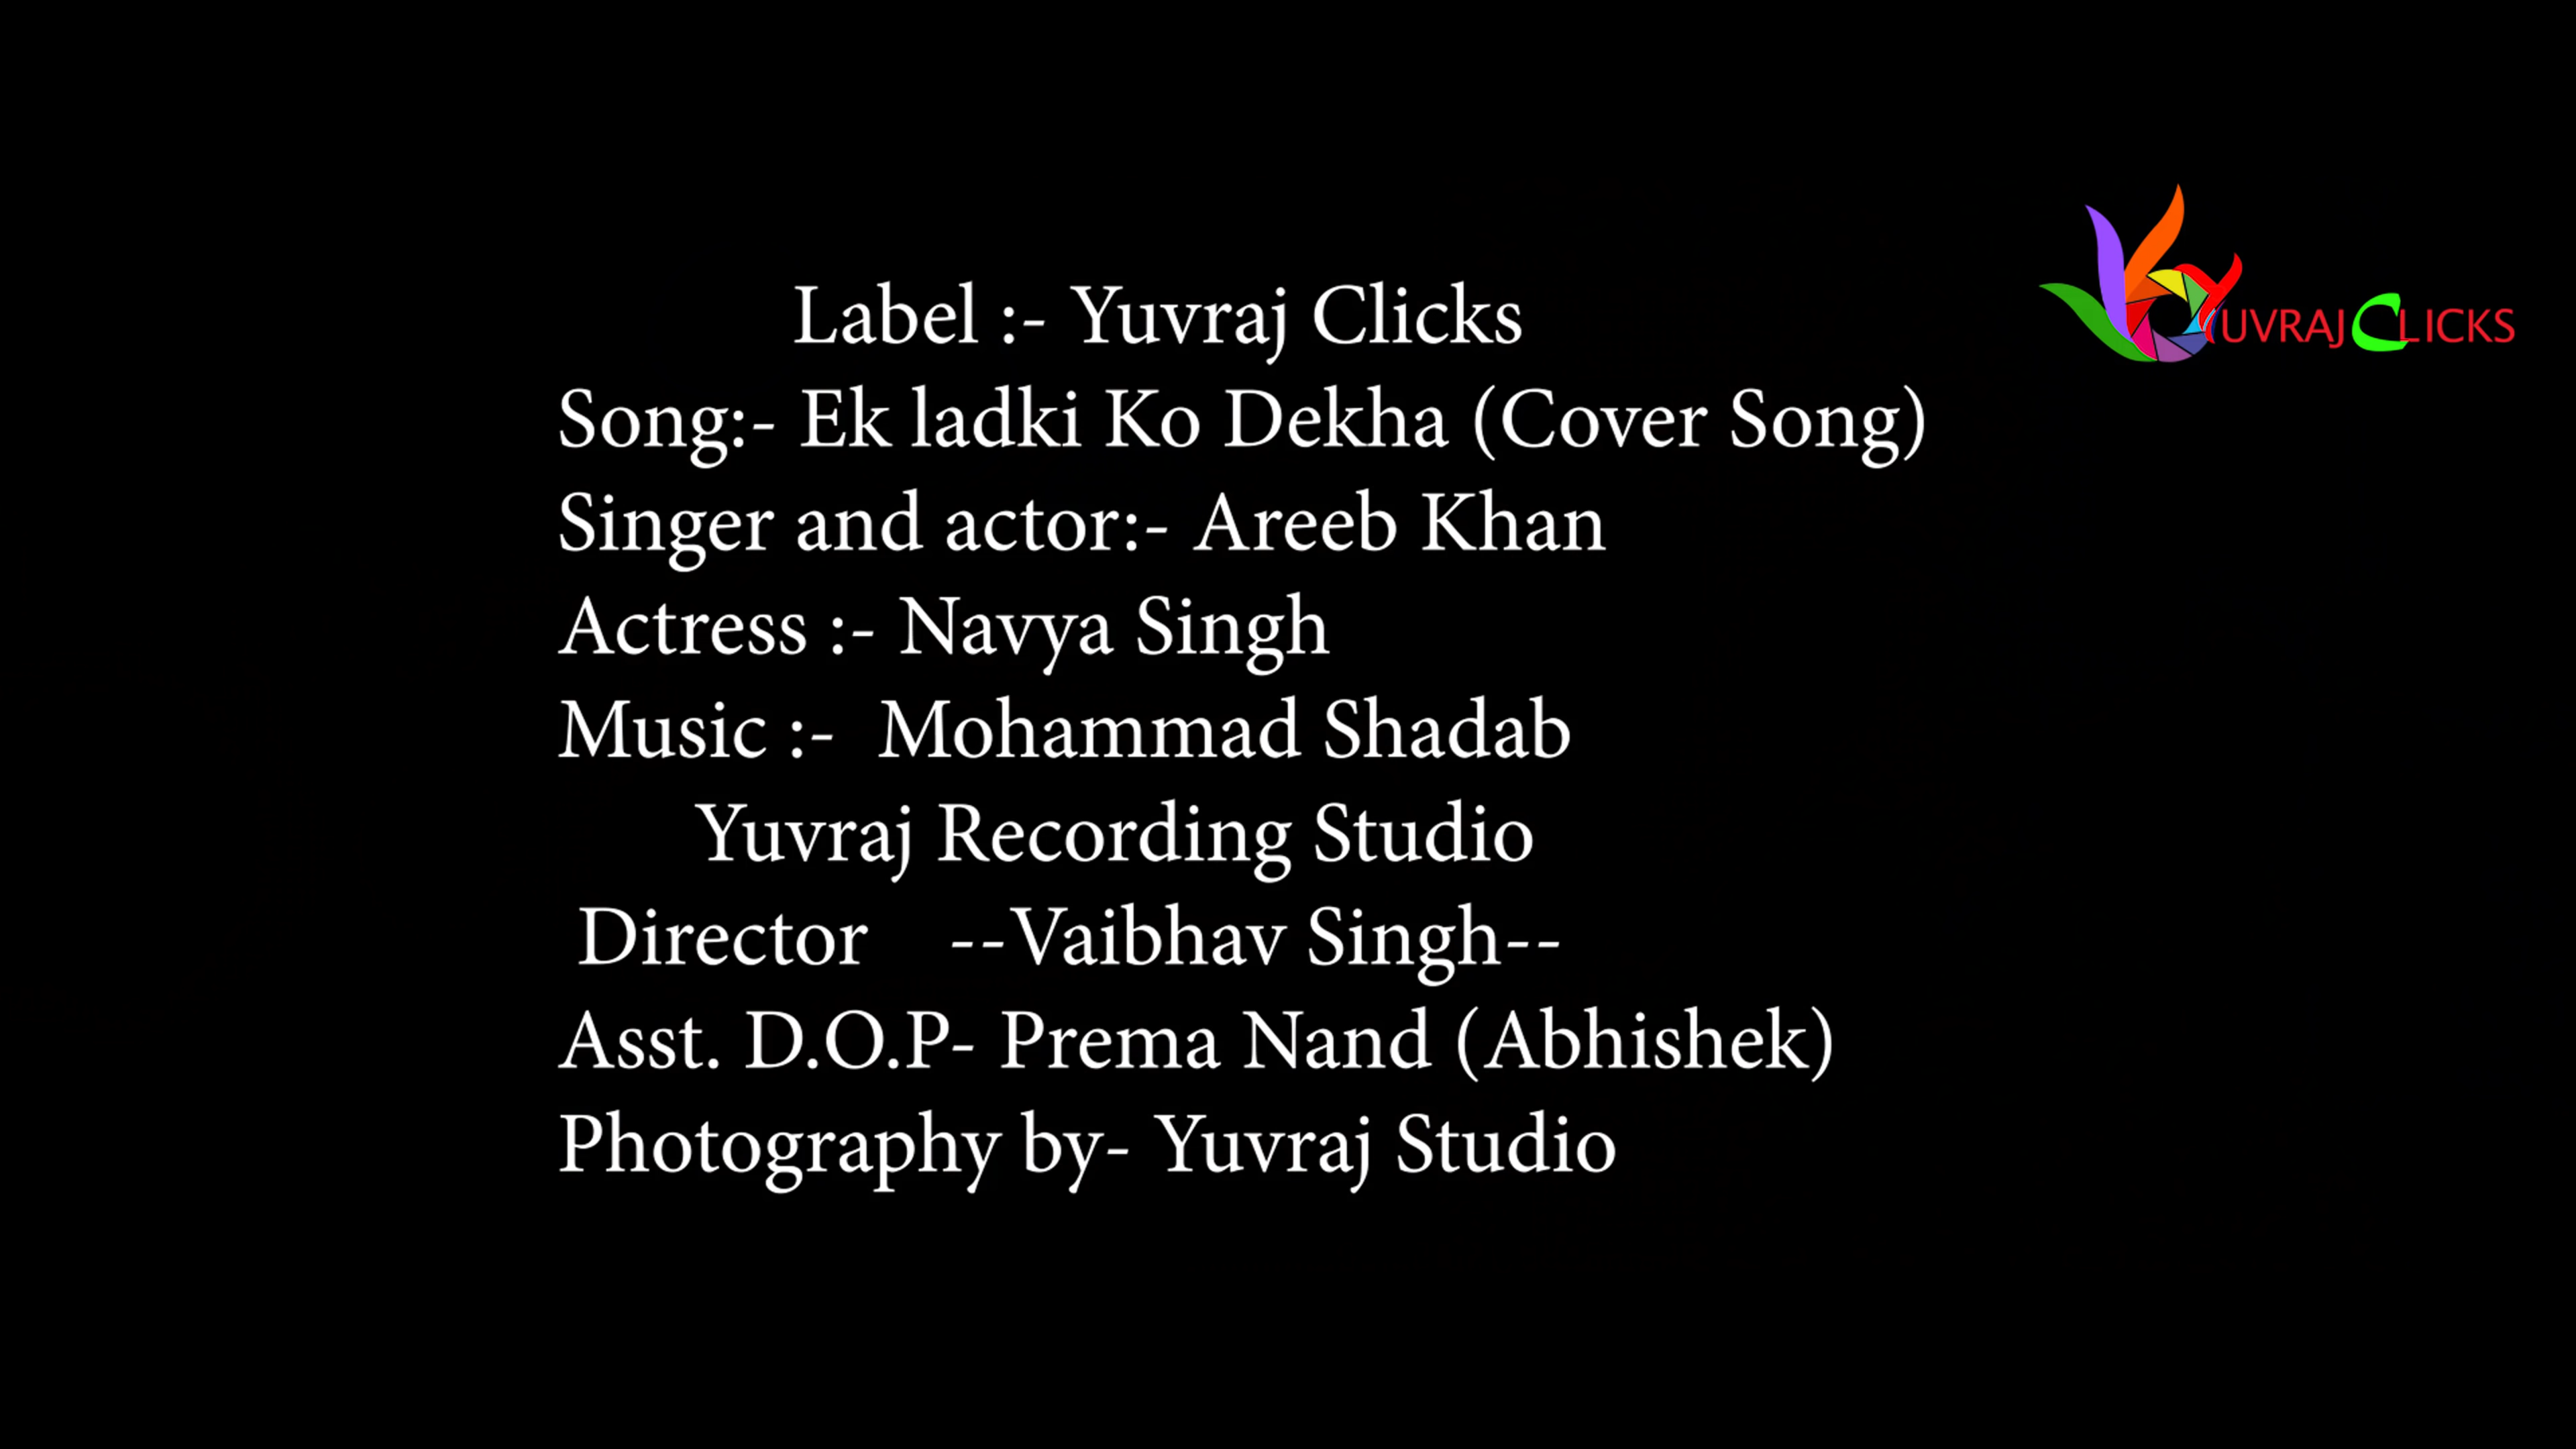 YUVRAJ CLICKS
Label :- Yuvraj Clicks
Song:- Ek ladki Ko Dekha (Cover Song)
Singer and actor:- Areeb Khan
Actress :- Navya Singh
Music :-  Mohammad Shadab
Yuvraj Recording Studio
Director    --Vaibhav Singh--
Asst. D.O.P- Prema Nand (Abhishek)
Photography by- Yuvraj Studio